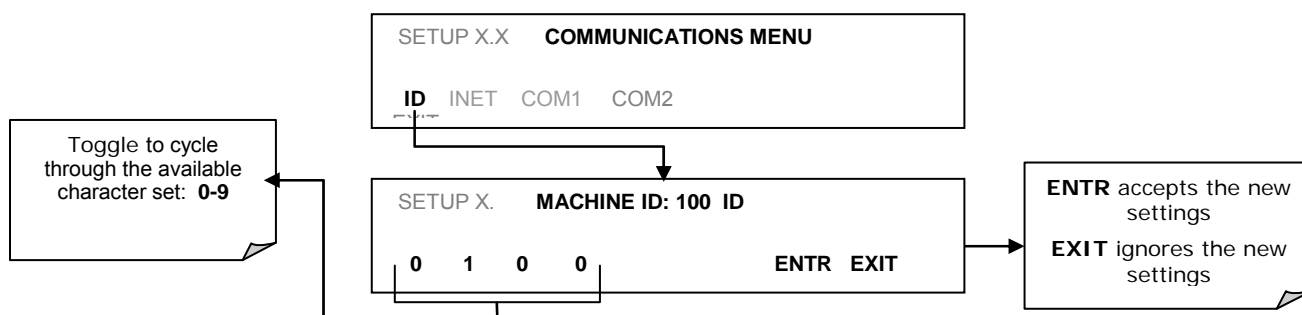 SETUP X.X COMMUNICATIONS MENU
ID INET COM1 COM2
Toggle to cycle
through the available
character set: 0-9
SETUP X. MACHINE ID: 100 ID
0 1 0 0 ENTR EXIT
ENTR accepts the new
settings
EXIT ignores the new
settings